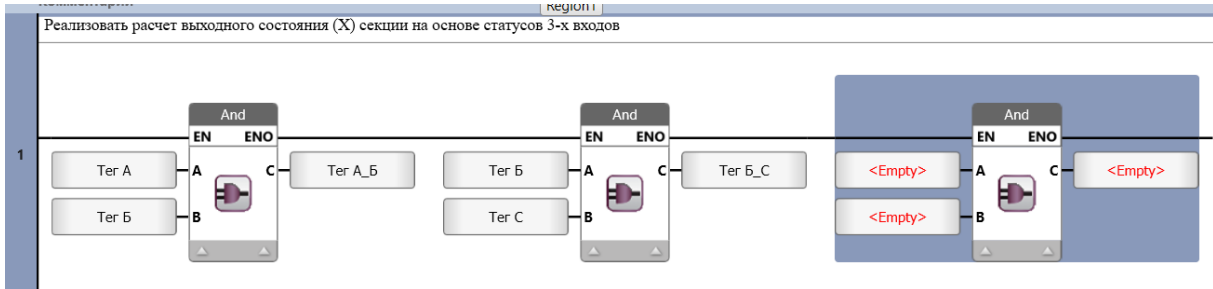 Комментарий
Region1
Реализовать расчет выходного состояния (X) секции на основе статусов 3-х входов
And And And
EN ENO EN ENO EN ENO
1
Тег А A C Тег А_Б Тег Б A C Тег Б_С <Empty> A C <Empty>
Тег Б B Тег С B <Empty> B